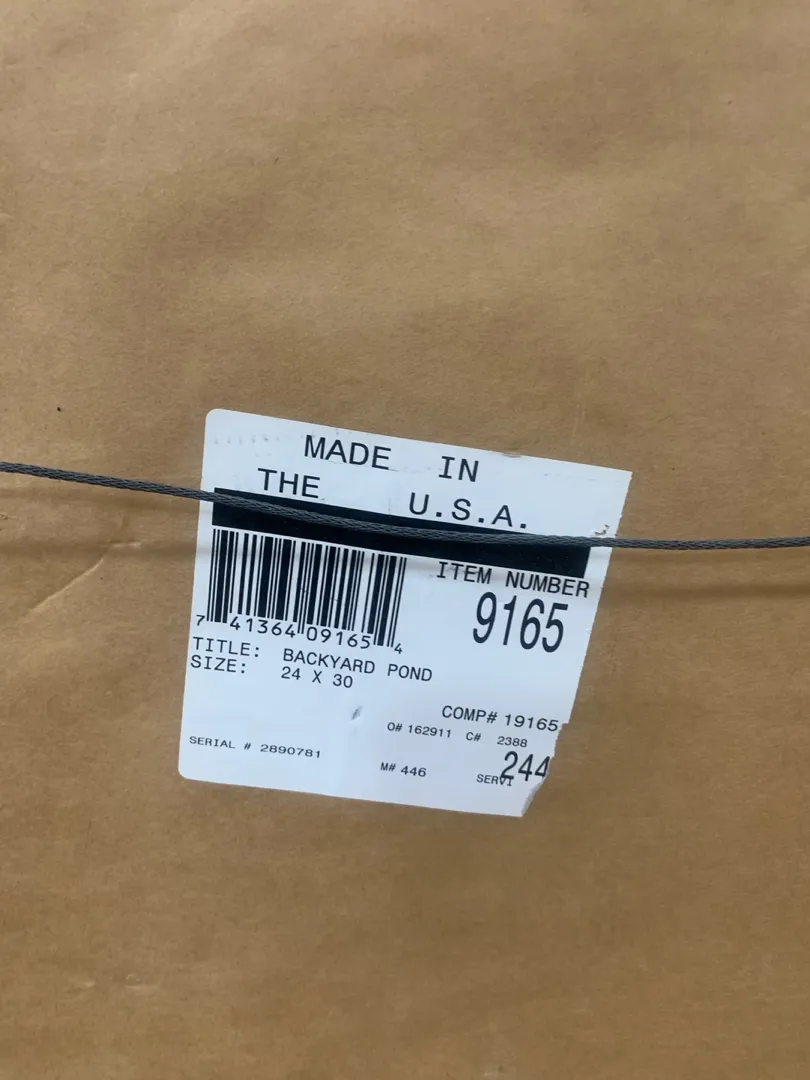 MADE IN
THE U.S.A.
ITEM NUMBER
9165
7 41364 09165 4
TITLE: BACKYARD POND
SIZE: 24 X 30
COMP# 19165
O# 162911 C# 2388
SERIAL # 2890781
M# 446
244
SERVI